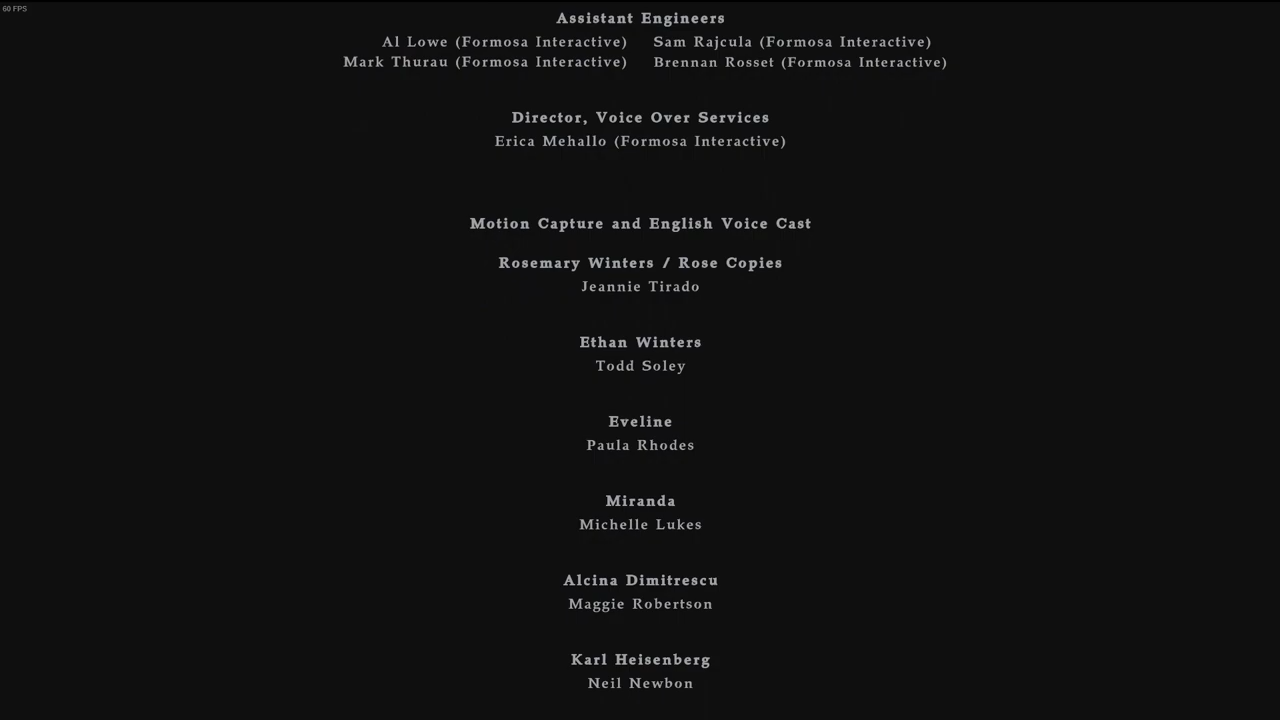 60 FPS
Assistant Engineers
Al Lowe (Formosa Interactive) Sam Rajcula (Formosa Interactive)
Mark Thurau (Formosa Interactive) Brennan Rosset (Formosa Interactive)
Director, Voice Over Services
Erica Mehallo (Formosa Interactive)
Motion Capture and English Voice Cast
Rosemary Winters / Rose Copies
Jeannie Tirado
Ethan Winters
Todd Soley
Eveline
Paula Rhodes
Miranda
Michelle Lukes
Alcina Dimitrescu
Maggie Robertson
Karl Heisenberg
Neil Newbon